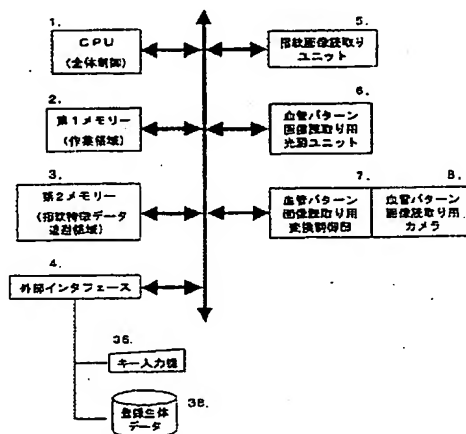 1.
CPU
(全体制御)
2.
第1メモリー
(作業領域)
3.
第2メモリー
(指紋特徴データ
領域)
4.
外部インタフェース
36.
キー入力機
38.
登録生体
データ
5.
指紋画像読取り
ユニット
6.
血管パターン
画像読取り用
光源ユニット
7.
血管パターン
画像読取り用
変換制御部
8.
血管パターン
画像読取り用
カメラ